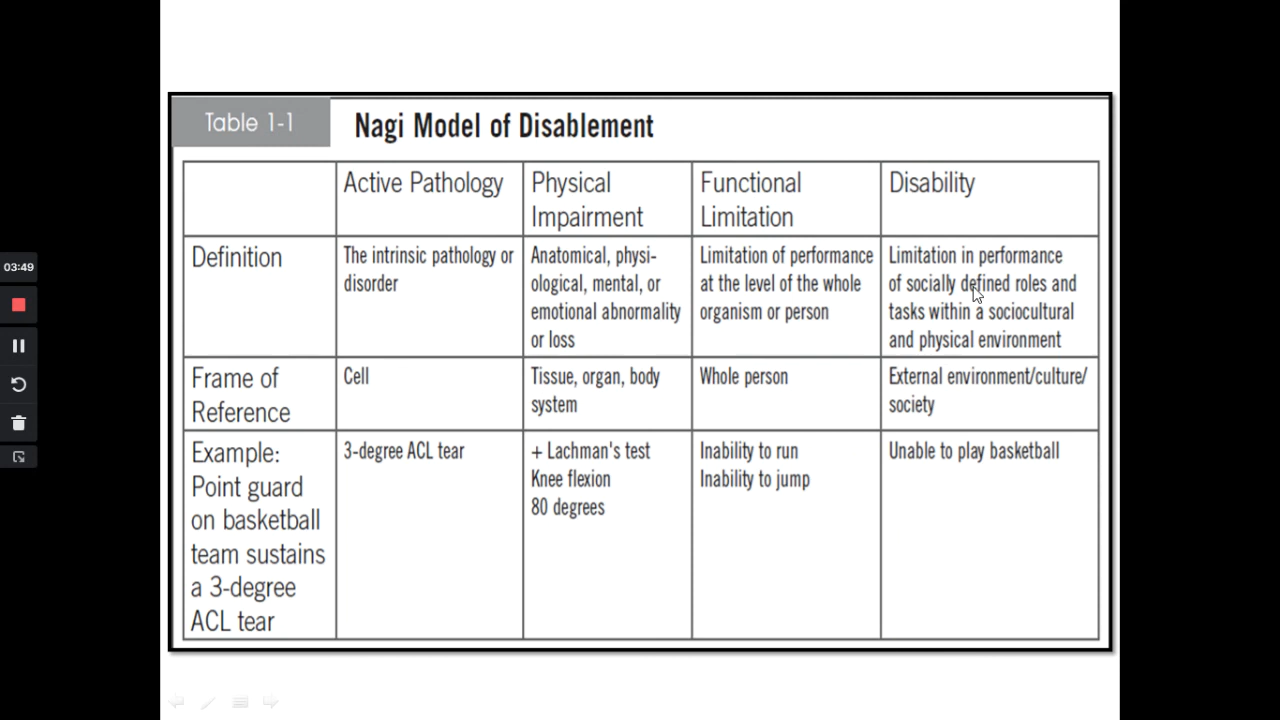 03:49
Table 1-1
Nagi Model of Disablement
Active Pathology
Physical
Impairment
Functional
Limitation
Disability
Definition
The intrinsic pathology or
disorder
Anatomical, physi-
ological, mental, or
emotional abnormality
or loss
Limitation of performance
at the level of the whole
organism or person
Limitation in performance
of socially defined roles and
tasks within a sociocultural
and physical environment
Frame of
Reference
Cell
Tissue, organ, body
system
Whole person
External environment/culture/
society
Example:
Point guard
on basketball
team sustains
a 3-degree
ACL tear
3-degree ACL tear
+ Lachman's test
Knee flexion
80 degrees
Inability to run
Inability to jump
Unable to play basketball